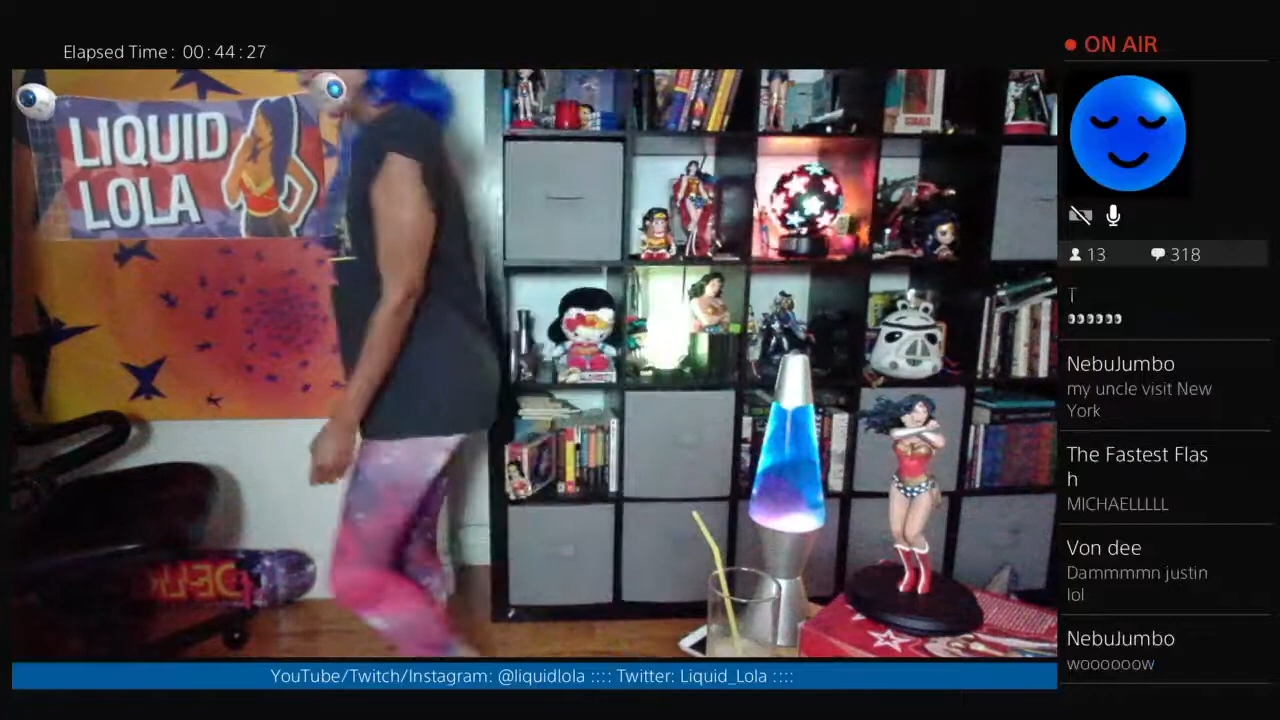 Elapsed Time: 00:44:27
ON AIR
LIQUID
LOLA
13 318
T
NebuJumbo
my uncle visit New
York
The Fastest Flas
h
MICHAELLLLL
Von dee
Dammmmn justin
lol
NebuJumbo
woooooow
YouTube/Twitch/Instagram: @liquidlola :::: Twitter: Liquid_Lola ::::